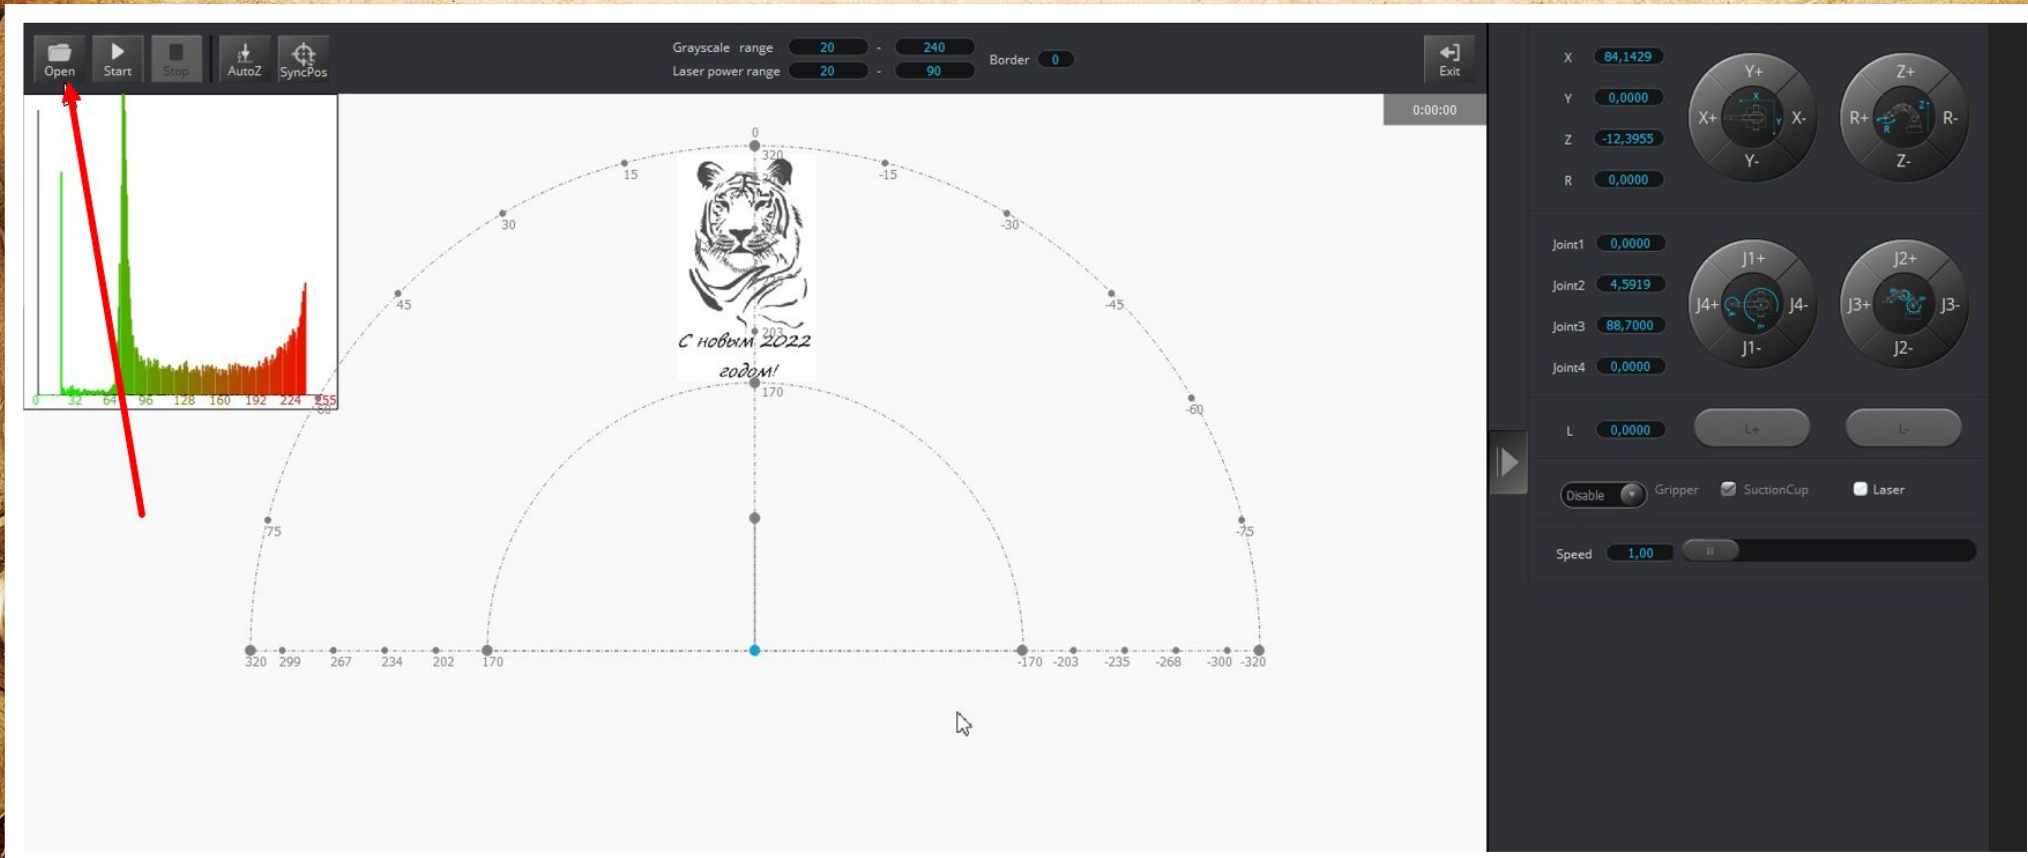 Open
Start
Stop
AutoZ
SyncPos
Grayscale range 20 - 240
Laser power range 20 - 90
Border 0
Exit
0:00:00
0 32 64 96 128 160 192 224 255
0
320
15
-15
30
-30
45
-45
60
-60
75
-75
203
С новым 2022
годом!
170
320 299 267 234 202 170
-170 -203 -235 -268 -300 -320
X 84,1429
Y 0,0000
Z -12,3955
R 0,0000
Y+
X+ X X-
Y
Y-
Z+
R+ Z R R-
Z-
Joint1 0,0000
Joint2 4,5919
Joint3 88,7000
Joint4 0,0000
J1+
J4+ J4-
J1-
J2+
J3+ J3-
J2-
L 0,0000
L+
L-
Disable Gripper SuctionCup Laser
Speed 1,00